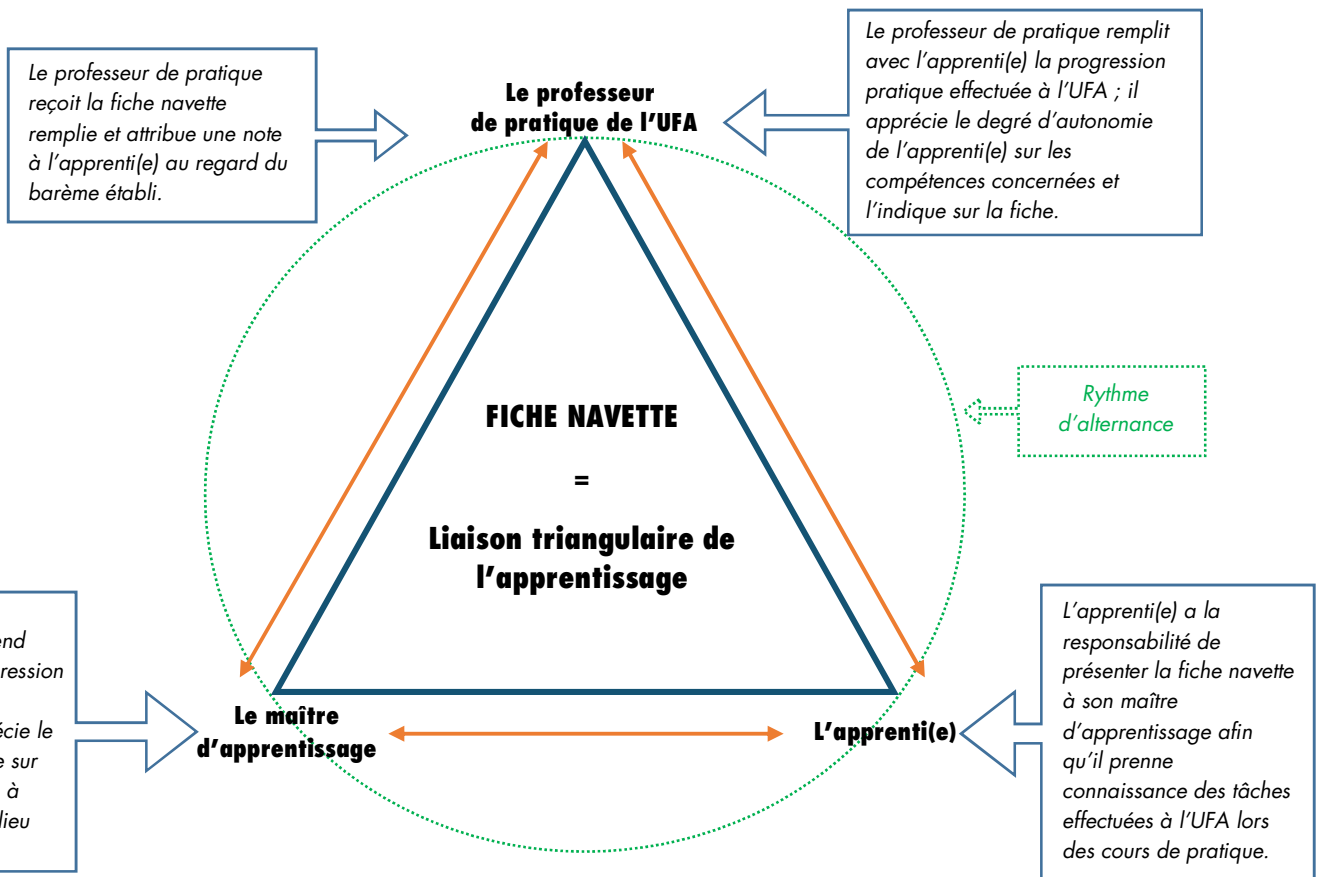 Le professeur de pratique
reçoit la fiche navette
remplie et attribue une note
à l'apprenti(e) au regard du
barème établi.
Le professeur
de pratique de l'UFA
Le professeur de pratique remplit
avec l'apprenti(e) la progression
pratique effectuée à l'UFA ; il
apprécie le degré d'autonomie
de l'apprenti(e) sur les
compétences concernées et
l'indique sur la fiche.
Rythme
d'alternance
FICHE NAVETTE
=
Liaison triangulaire de
l'apprentissage
sur
à
lieu
Le maître
d'apprentissage
L'apprenti(e)
L'apprenti(e) a la
responsabilité de
présenter la fiche navette
à son maître
d'apprentissage afin
qu'il prenne
connaissance des tâches
effectuées à l'UFA lors
des cours de pratique.